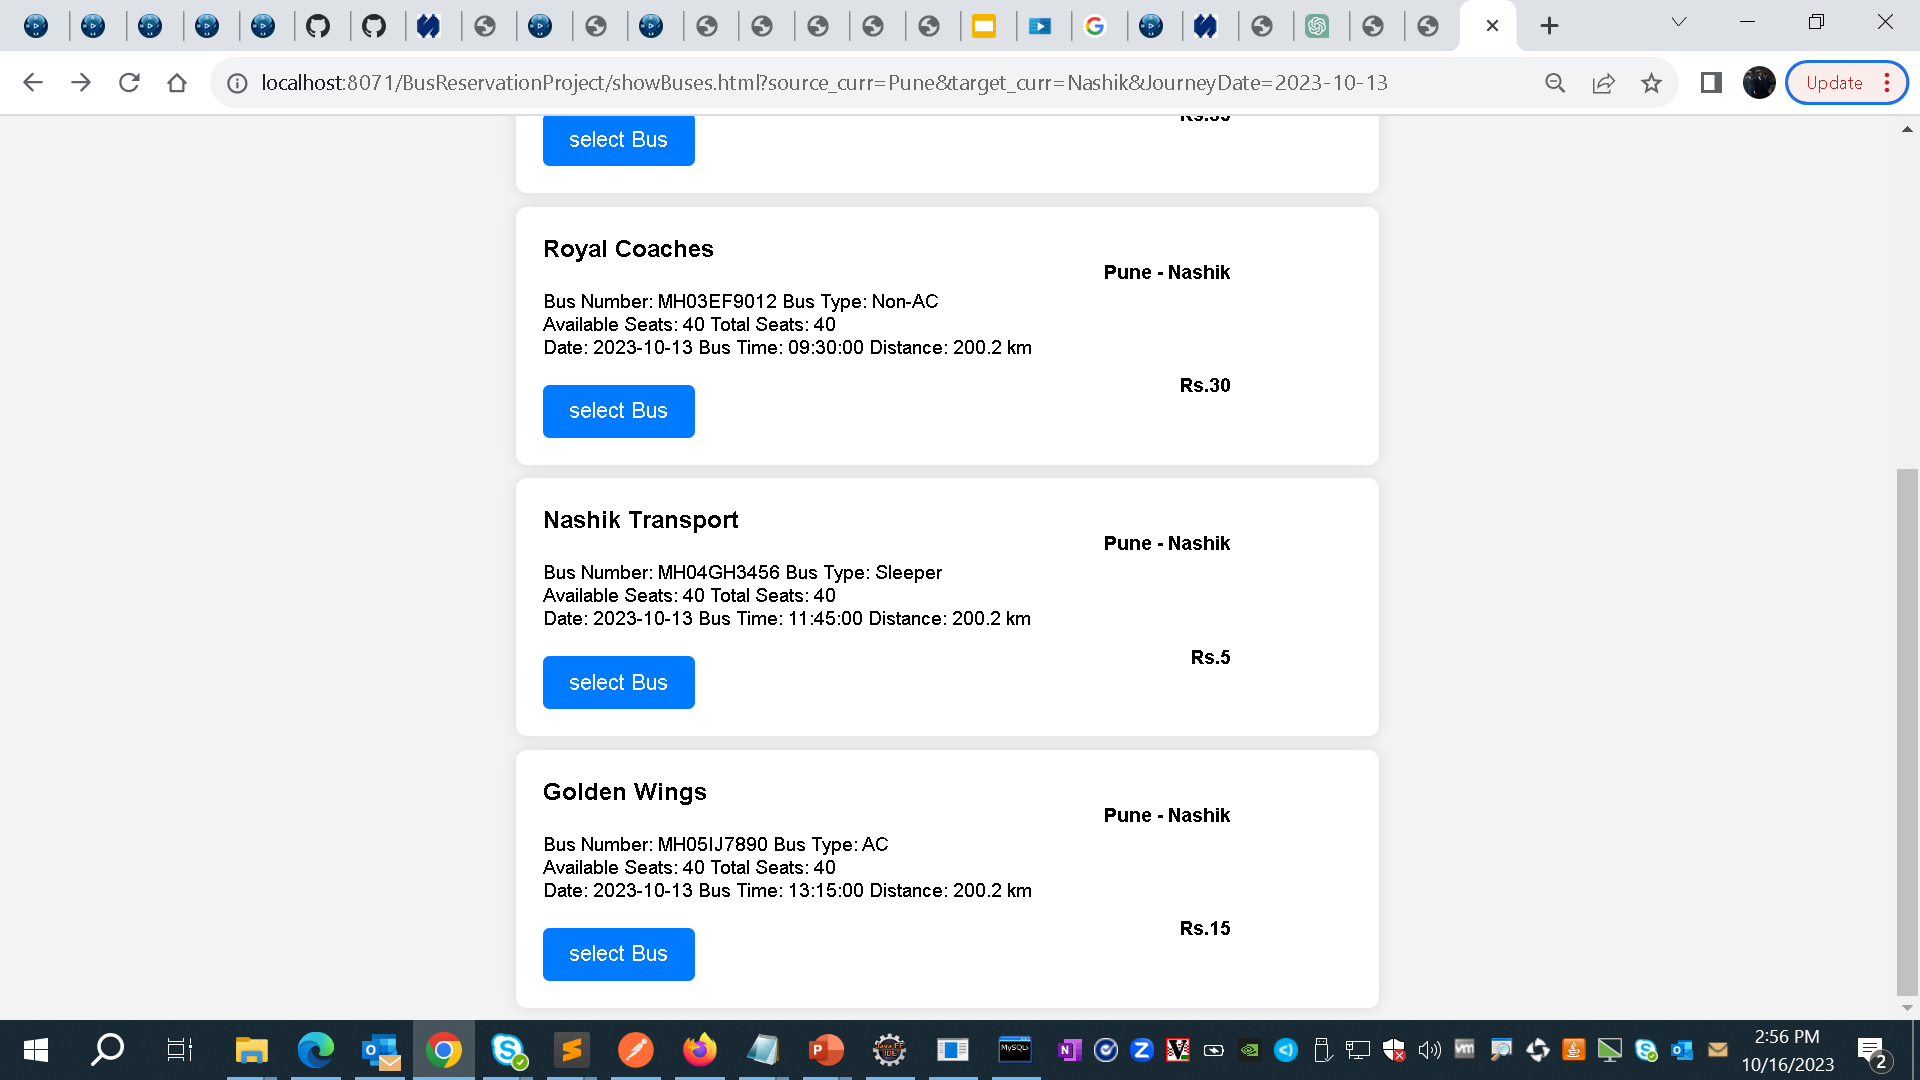 localhost:8071/BusReservationProject/showBuses.html?source_curr=Pune&target_curr=Nashik&JourneyDate=2023-10-13
Update
select Bus
Royal Coaches
Pune - Nashik
Bus Number: MH03EF9012 Bus Type: Non-AC
Available Seats: 40 Total Seats: 40
Date: 2023-10-13 Bus Time: 09:30:00 Distance: 200.2 km
Rs.30
select Bus
Nashik Transport
Pune - Nashik
Bus Number: MH04GH3456 Bus Type: Sleeper
Available Seats: 40 Total Seats: 40
Date: 2023-10-13 Bus Time: 11:45:00 Distance: 200.2 km
Rs.5
select Bus
Golden Wings
Pune - Nashik
Bus Number: MH05IJ7890 Bus Type: AC
Available Seats: 40 Total Seats: 40
Date: 2023-10-13 Bus Time: 13:15:00 Distance: 200.2 km
Rs.15
select Bus
2:56 PM
10/16/2023
2